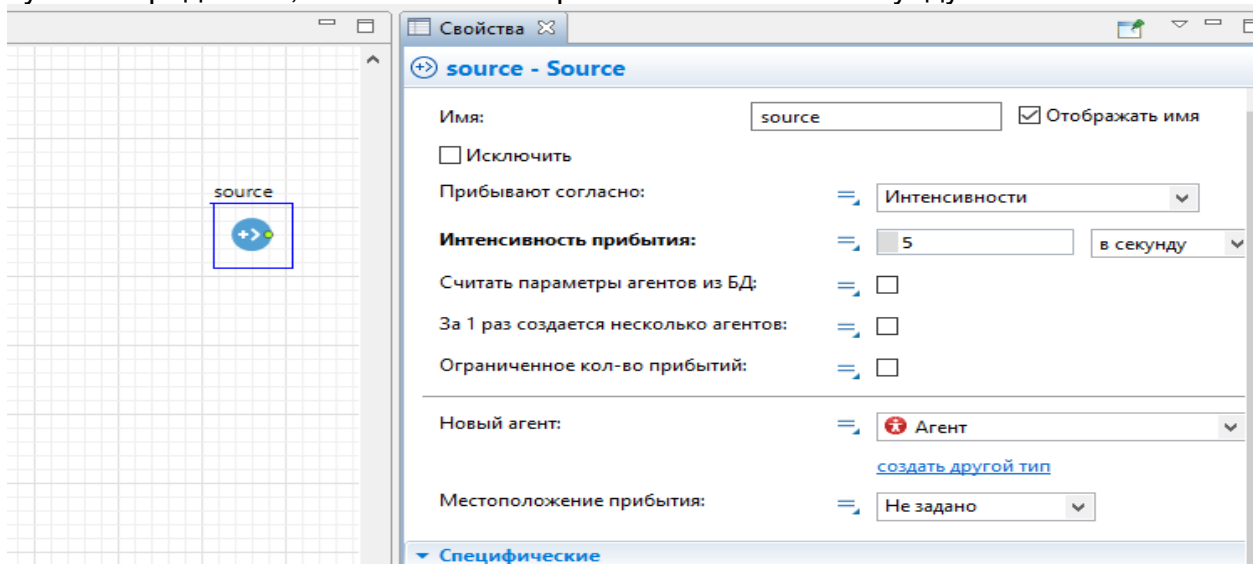 Свойства
source - Source
Имя: source Отображать имя
Исключить
source
Прибывают согласно: Интенсивности
Интенсивность прибытия: 5 в секунду
Считать параметры агентов из БД:
За 1 раз создается несколько агентов:
Ограниченное кол-во прибытий:
Новый агент: Агент
создать другой тип
Местоположение прибытия: Не задано
Специфические